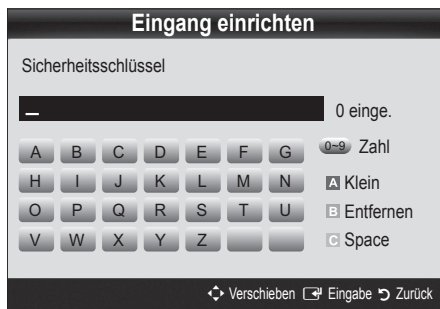 Eingang einrichten
Sicherheitsschlüssel
_ 0 einge.
A B C D E F G 0~9 Zahl
H I J K L M N A Klein
O P Q R S T U B Entfernen
V W X Y Z C Space
Verschieben Eingabe Zurück